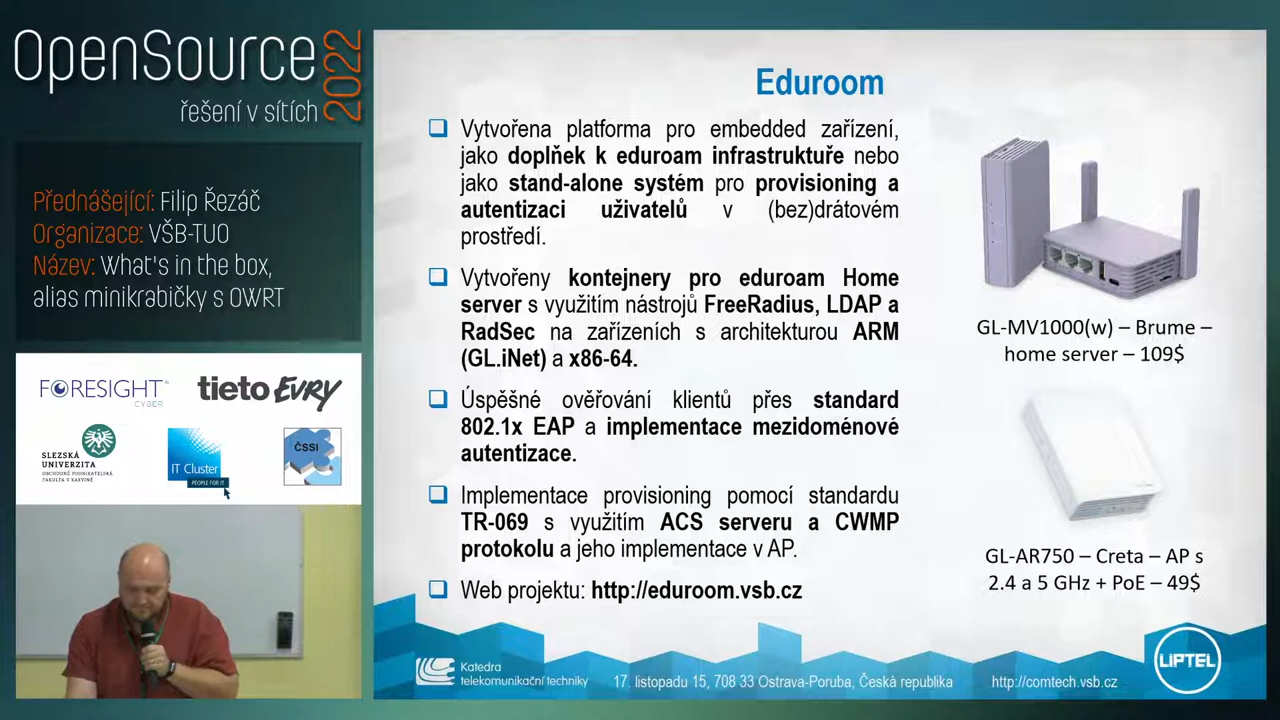 OpenSource 2022
řešení v sítích
Přednášející: Filip Řezáč
Organizace: VŠB-TUO
Název: What's in the box,
alias minikrabičky s OWRT
FORESIGHT
CYBER
tieto Evry
SLEZSKÁ
UNIVERZITA
OBCHODNĚ PODNIKATELSKÁ
FAKULTA V KARVINÉ
IT Cluster
PEOPLE FOR IT
ČSSI
Eduroom
❑ Vytvořena platforma pro embedded zařízení,
jako doplňek k eduroam infrastruktuře nebo
jako stand-alone systém pro provisioning a
autentizaci uživatelů v (bez)drátovém
prostředí.
❑ Vytvořeny kontejnery pro eduroam Home
server s využitím nástrojů FreeRadius, LDAP a
RadSec na zařízeních s architekturou ARM
(GL.iNet) a x86-64.
❑ Úspěšné ověřování klientů přes standard
802.1x EAP a implementace mezidoménové
autentizace.
❑ Implementace provisioning pomocí standardu
TR-069 s využitím ACS serveru a CWMP
protokolu a jeho implementace v AP.
❑ Web projektu: http://eduroom.vsb.cz
GL-MV1000(w) – Brume –
home server – 109$
GL-AR750 – Creta – AP s
2.4 a 5 GHz + PoE – 49$
Katedra
telekomunikační techniky
17. listopadu 15, 708 33 Ostrava-Poruba, Česká republika
http://comtech.vsb.cz
LIPTEL